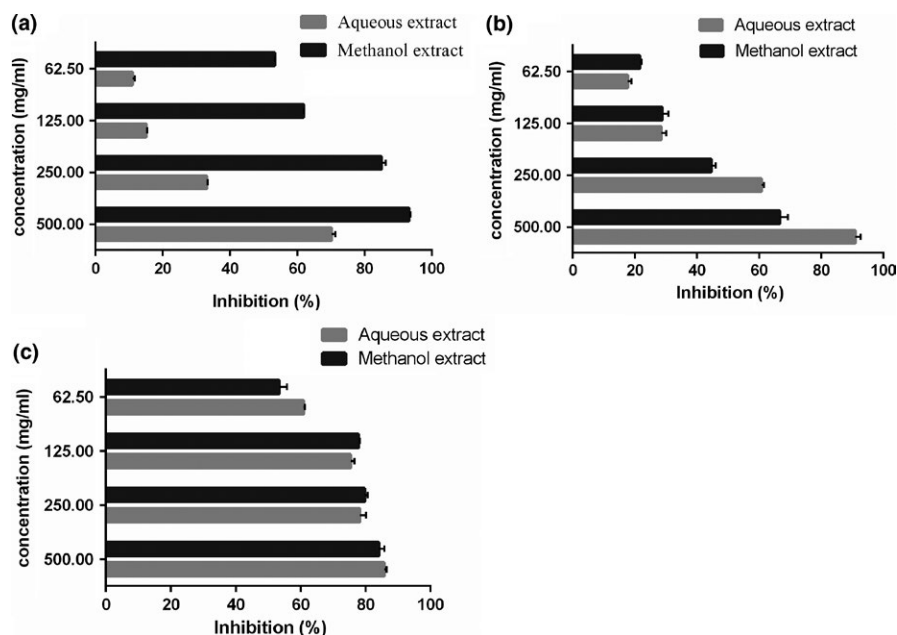 (a)
Aqueous extract
Methanol extract
concentration (mg/ml)
62.50
125.00
250.00
500.00
0 20 40 60 80 100
Inhibition (%)
(b)
Aqueous extract
Methanol extract
concentration (mg/ml)
62.50
125.00
250.00
500.00
0 20 40 60 80 100
Inhibition (%)
(c)
Aqueous extract
Methanol extract
concentration (mg/ml)
62.50
125.00
250.00
500.00
0 20 40 60 80 100
Inhibition (%)